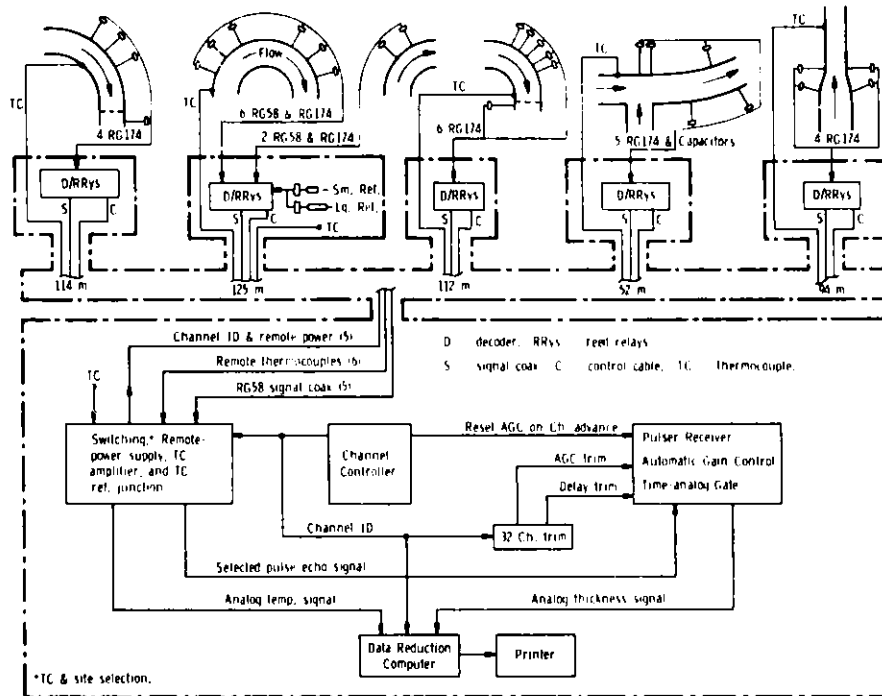 TC
4 RG174
D/RRys
S C
114 m
Flow
TC
6 RG58 & RG174
2 RG58 & RG174
D/RRys
Sm. Ref.
Lq. Ref.
S C
TC
125 m
TC
6 RG174
D/RRys
S C
112 m
TC
5 RG174 & Capacitors
D/RRys
S C
52 m
TC
4 RG174
D/RRys
S C
94 m
Channel ID & remote power (5)
Remote thermocouples (6)
RG58 signal coax (5)
D decoder, RRys reed relays
S signal coax C control cable, TC Thermocouple.
TC
Switching,* Remote-
power supply, TC
amplifier, and TC
ref. junction
Channel
Controller
Reset AGC on Ch. advance
AGC trim
Delay trim
Pulser Receiver
Automatic Gain Control
Time-analog Gate
Channel ID
32 Ch. trim
Selected pulse echo signal
Analog temp. signal
Analog thickness signal
Data Reduction
Computer
Printer
*TC & site selection.